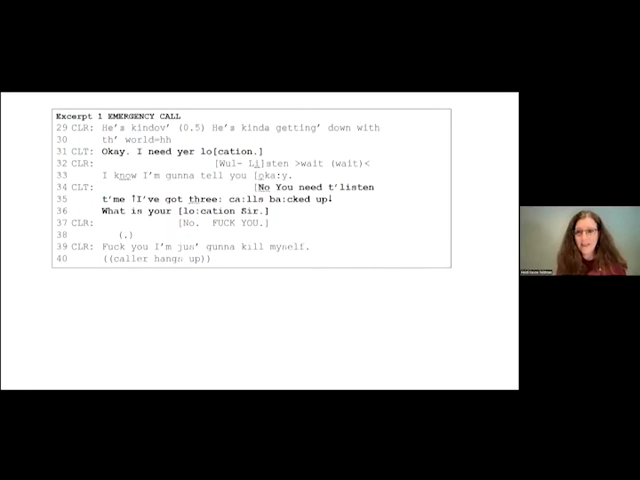 Excerpt 1 EMERGENCY CALL
29 CLR: He's kindov' (0.5) He's kinda getting' down with
30 th' world=hh
31 CLT: Okay. I need yer lo[cation.]
32 CLR: [Wul- Li]sten >wait (wait)<
33 I know I'm gunna tell you [oka:y.
34 CLT: [No You need t'listen
35 t'me ↑I've got three: ca:lls ba:cked up↓
36 What is your [lo:cation Sir.]
37 CLR: [No. FUCK YOU.]
38 (.)
39 CLR: Fuck you I'm jus' gunna kill myself.
40 ((caller hangs up))